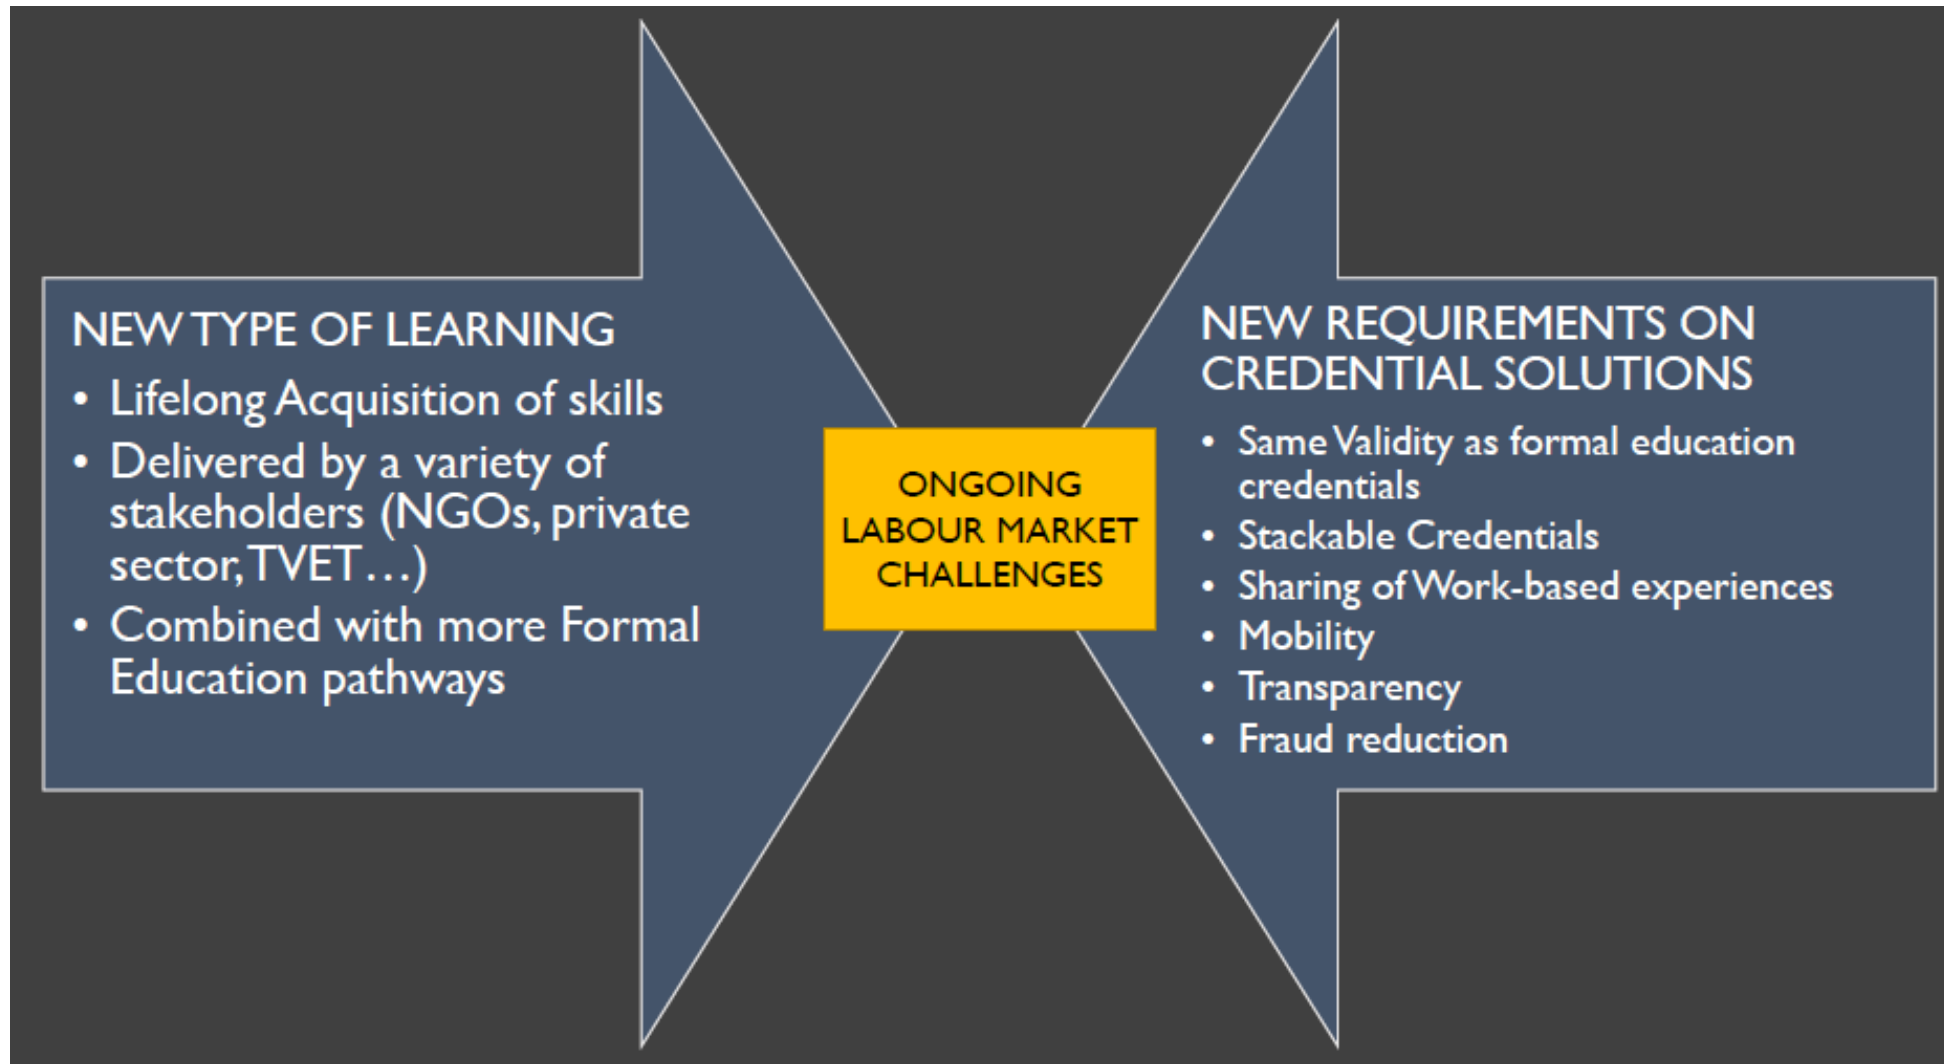 NEW TYPE OF LEARNING
• Lifelong Acquisition of skills
• Delivered by a variety of
stakeholders (NGOs, private
sector, TVET…)
• Combined with more Formal
Education pathways
ONGOING
LABOUR MARKET
CHALLENGES
NEW REQUIREMENTS ON
CREDENTIAL SOLUTIONS
• Same Validity as formal education
credentials
• Stackable Credentials
• Sharing of Work-based experiences
• Mobility
• Transparency
• Fraud reduction